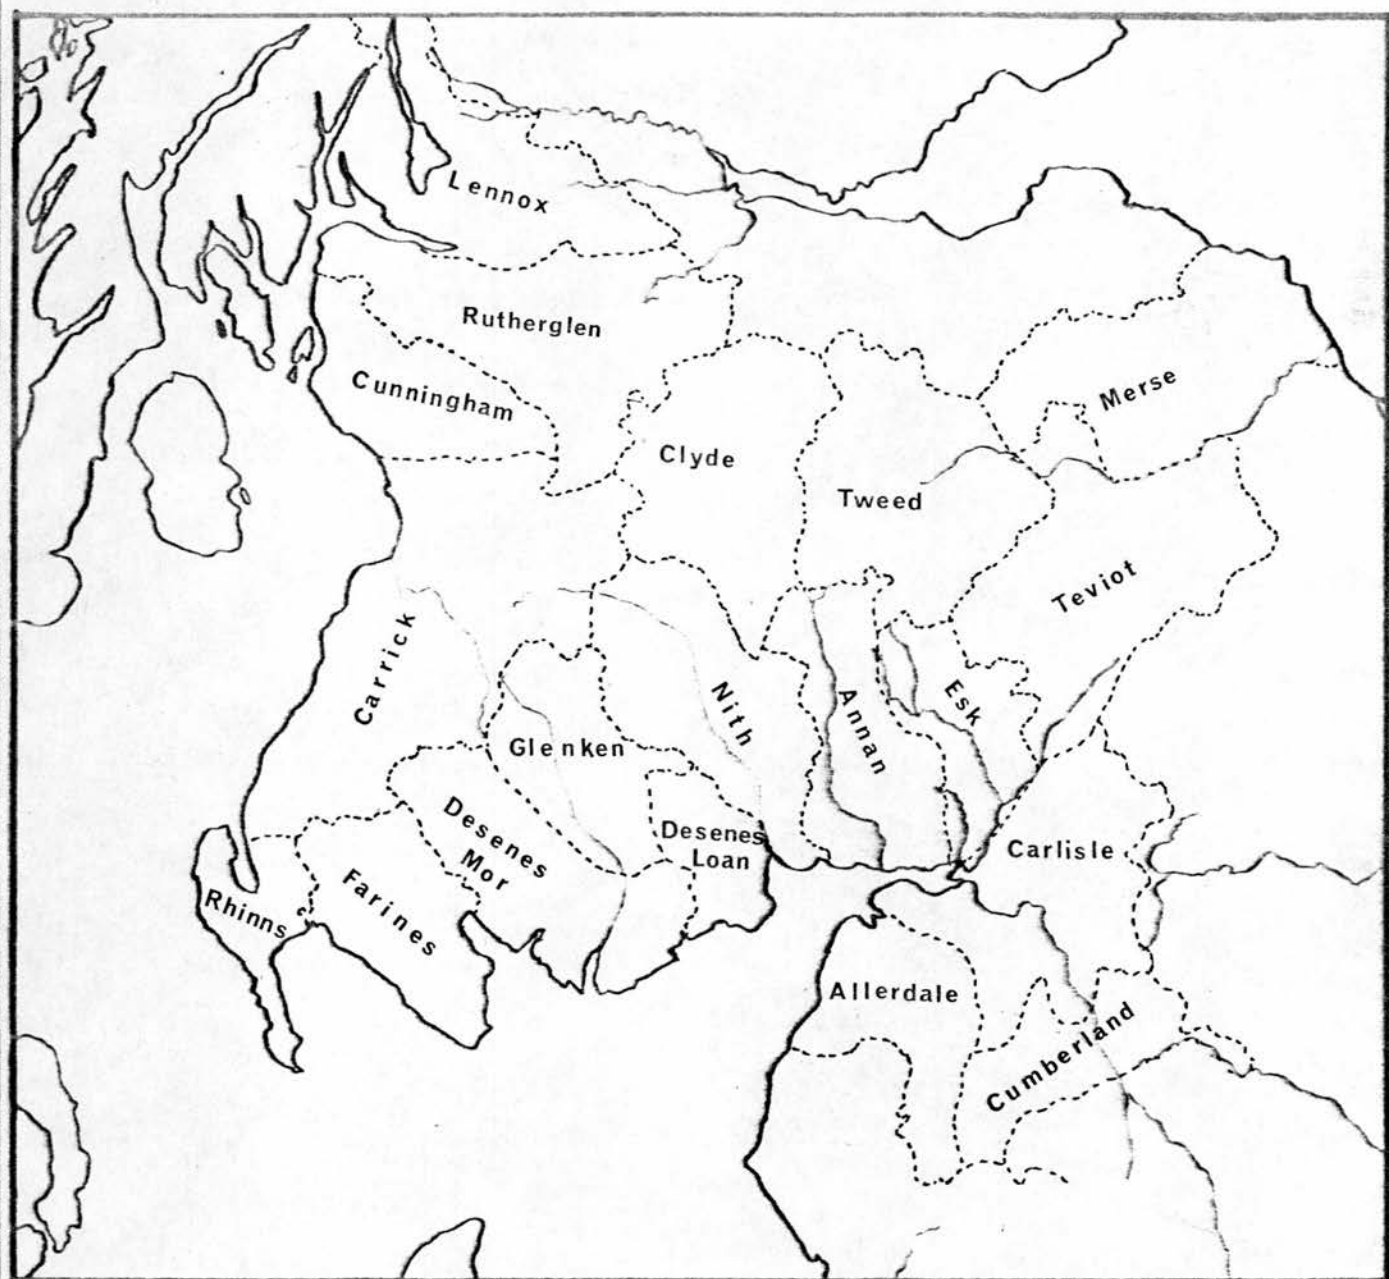 Lennox
Rutherglen
Cunningham
Merse
Clyde
Tweed
Teviot
Carrick
Nith
Annan
Esk
Glenken
Desenes
Mor
Desenes
Loan
Carlisle
Farines
Rhinns
Allerdale
Cumberland